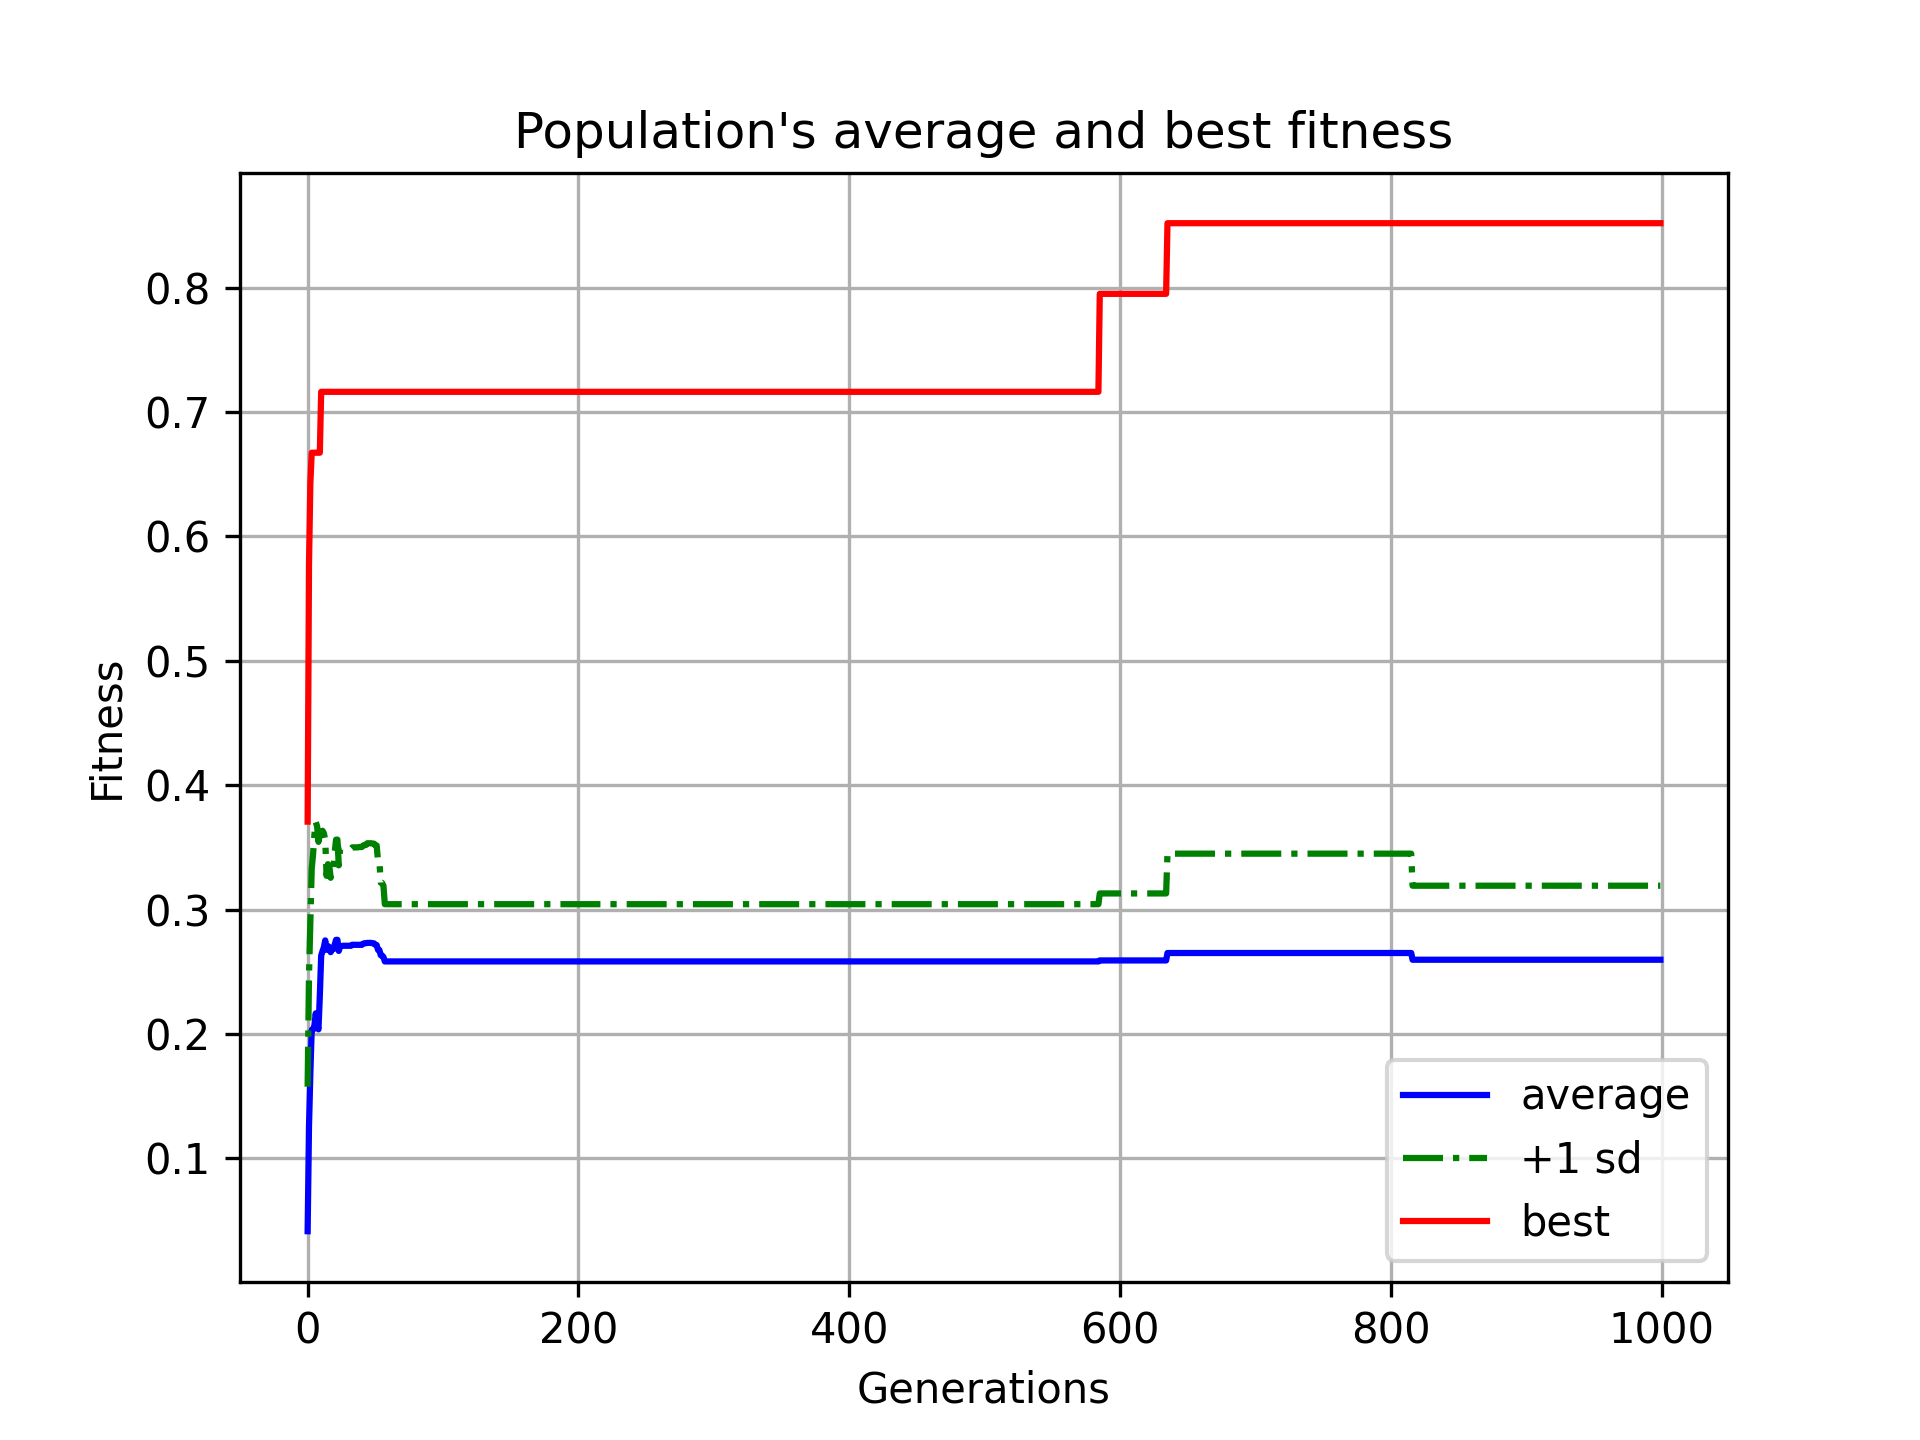 Population's average and best fitness
Fitness
0.8
0.7
0.6
0.5
0.4
0.3
0.2
0.1
average
+1 sd
best
0 200 400 600 800 1000
Generations